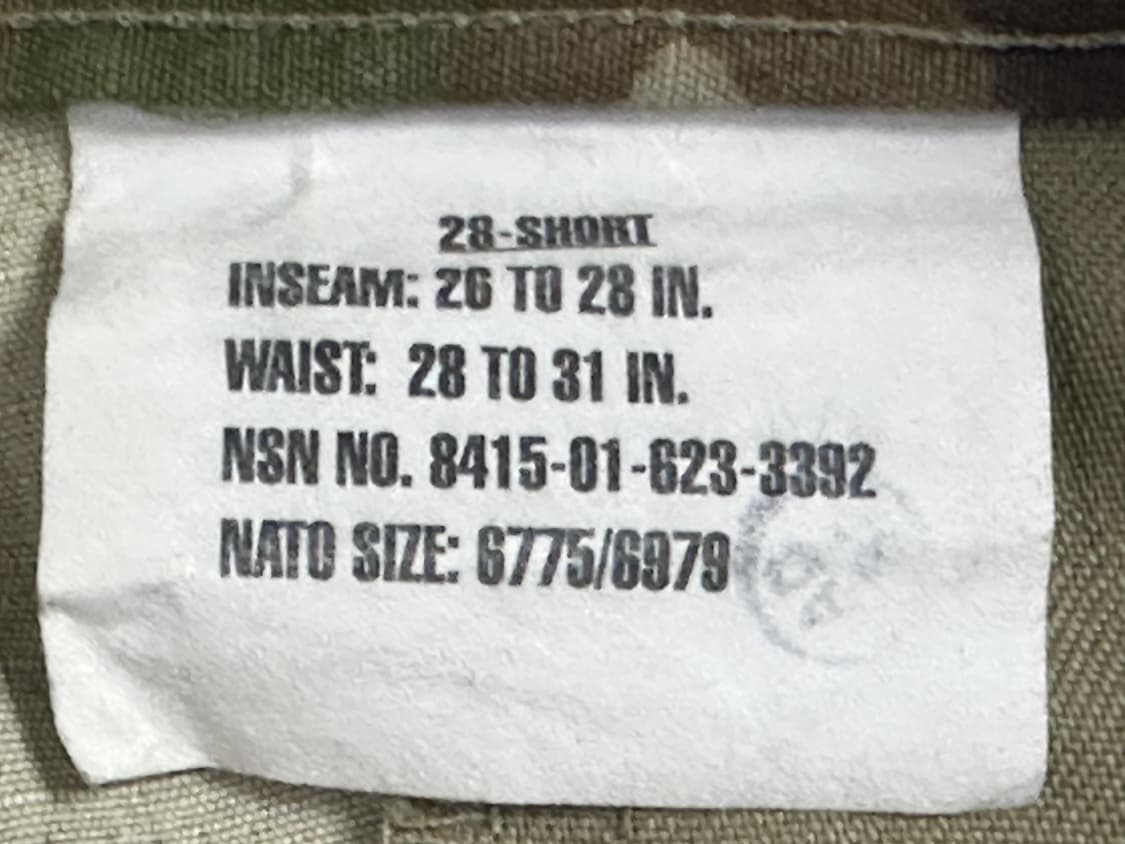 28-SHORT
INSEAM: 26 TO 28 IN.
WAIST: 28 TO 31 IN.
NSN NO. 8415-01-623-3392
NATO SIZE: 6775/6979